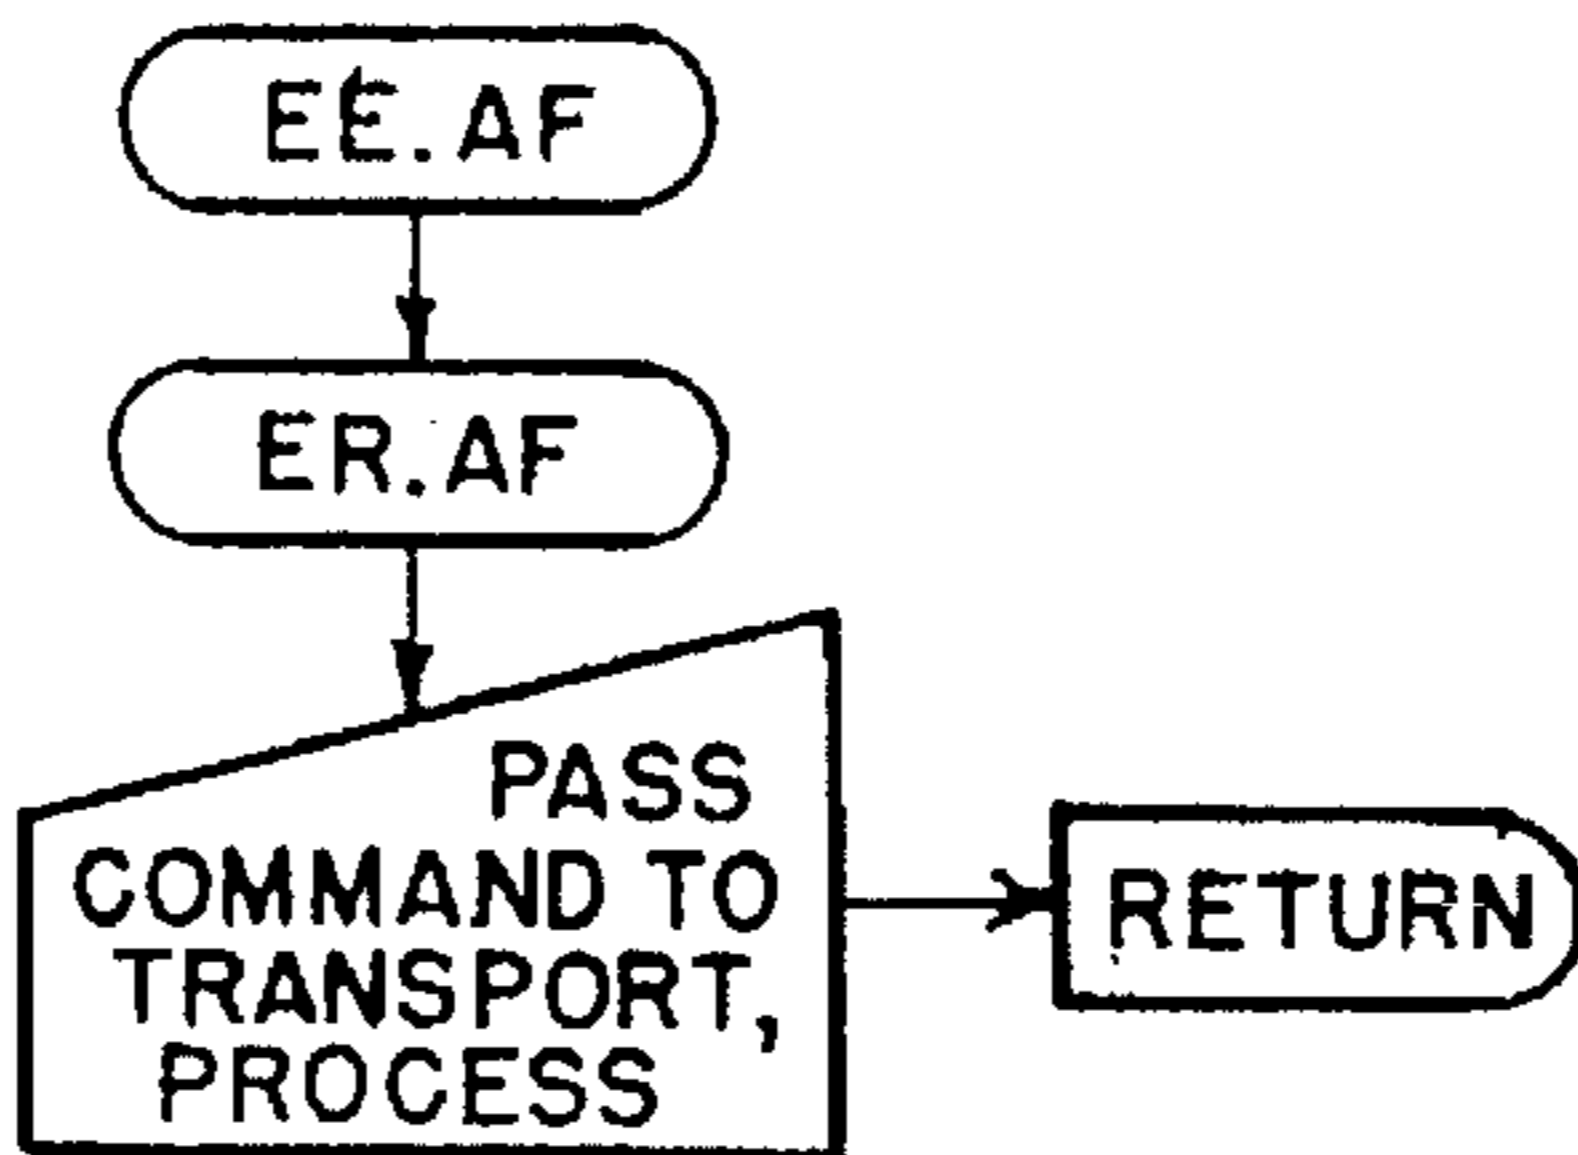 EE.AF
ER.AF
PASS
COMMAND TO
TRANSPORT,
PROCESS
RETURN